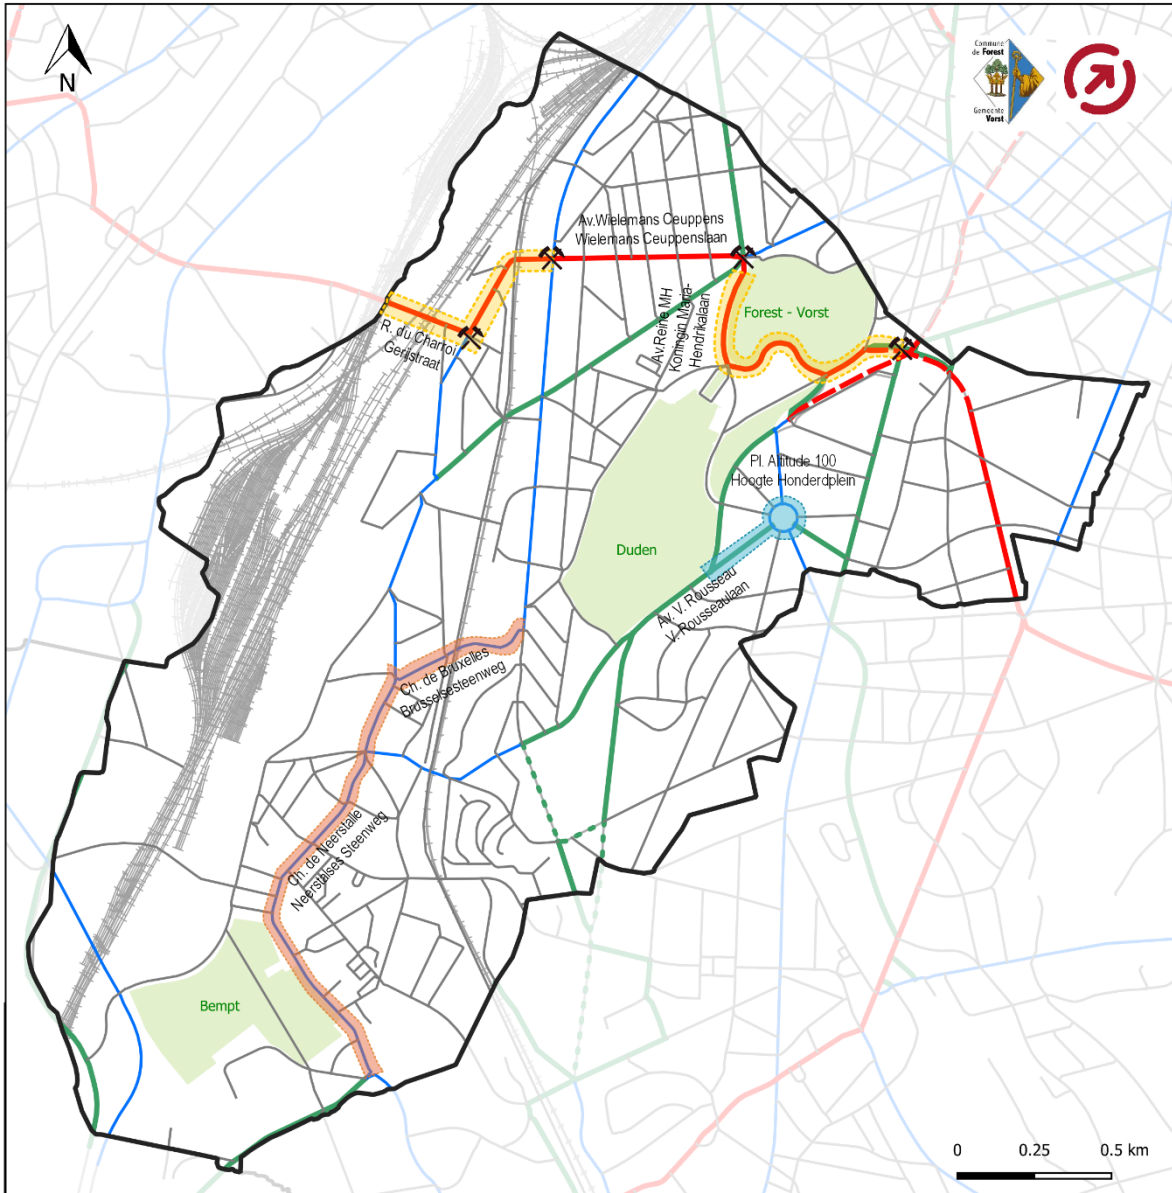 N
Commune
de Forest
Gemeente
Vorst
Av.Wielemans Ceuppens
Wielemans Ceuppenslaan
R. du Charroi
Gerijstraat
Av.Reine MH
Koningin Maria-
Hendrikalaan
Forest - Vorst
Pl. Altitude 100
Hoogte Honderdplein
Duden
Av. V. Rousseau
V. Rousseaulaan
Ch. de Bruxelles
Brusselsesteenweg
Ch. de Neerstalle
Neerstalses Steenweg
Bempt
0 0.25 0.5 km